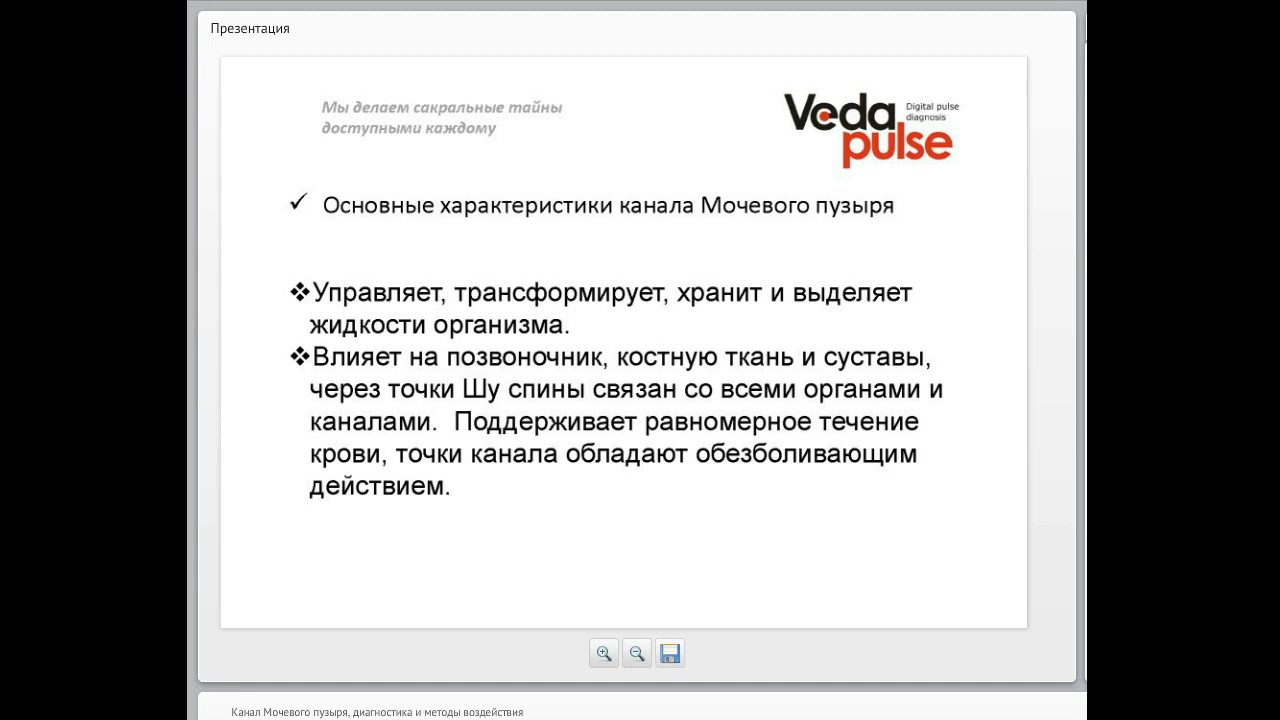 Презентация
Мы делаем сакральные тайны
доступными каждому
Veda
pulse
Digital pulse
diagnosis
✓ Основные характеристики канала Мочевого пузыря
❖Управляет, трансформирует, хранит и выделяет
жидкости организма.
❖Влияет на позвоночник, костную ткань и суставы,
через точки Шу спины связан со всеми органами и
каналами. Поддерживает равномерное течение
крови, точки канала обладают обезболивающим
действием.
Канал Мочевого пузыря, диагностика и методы воздействия